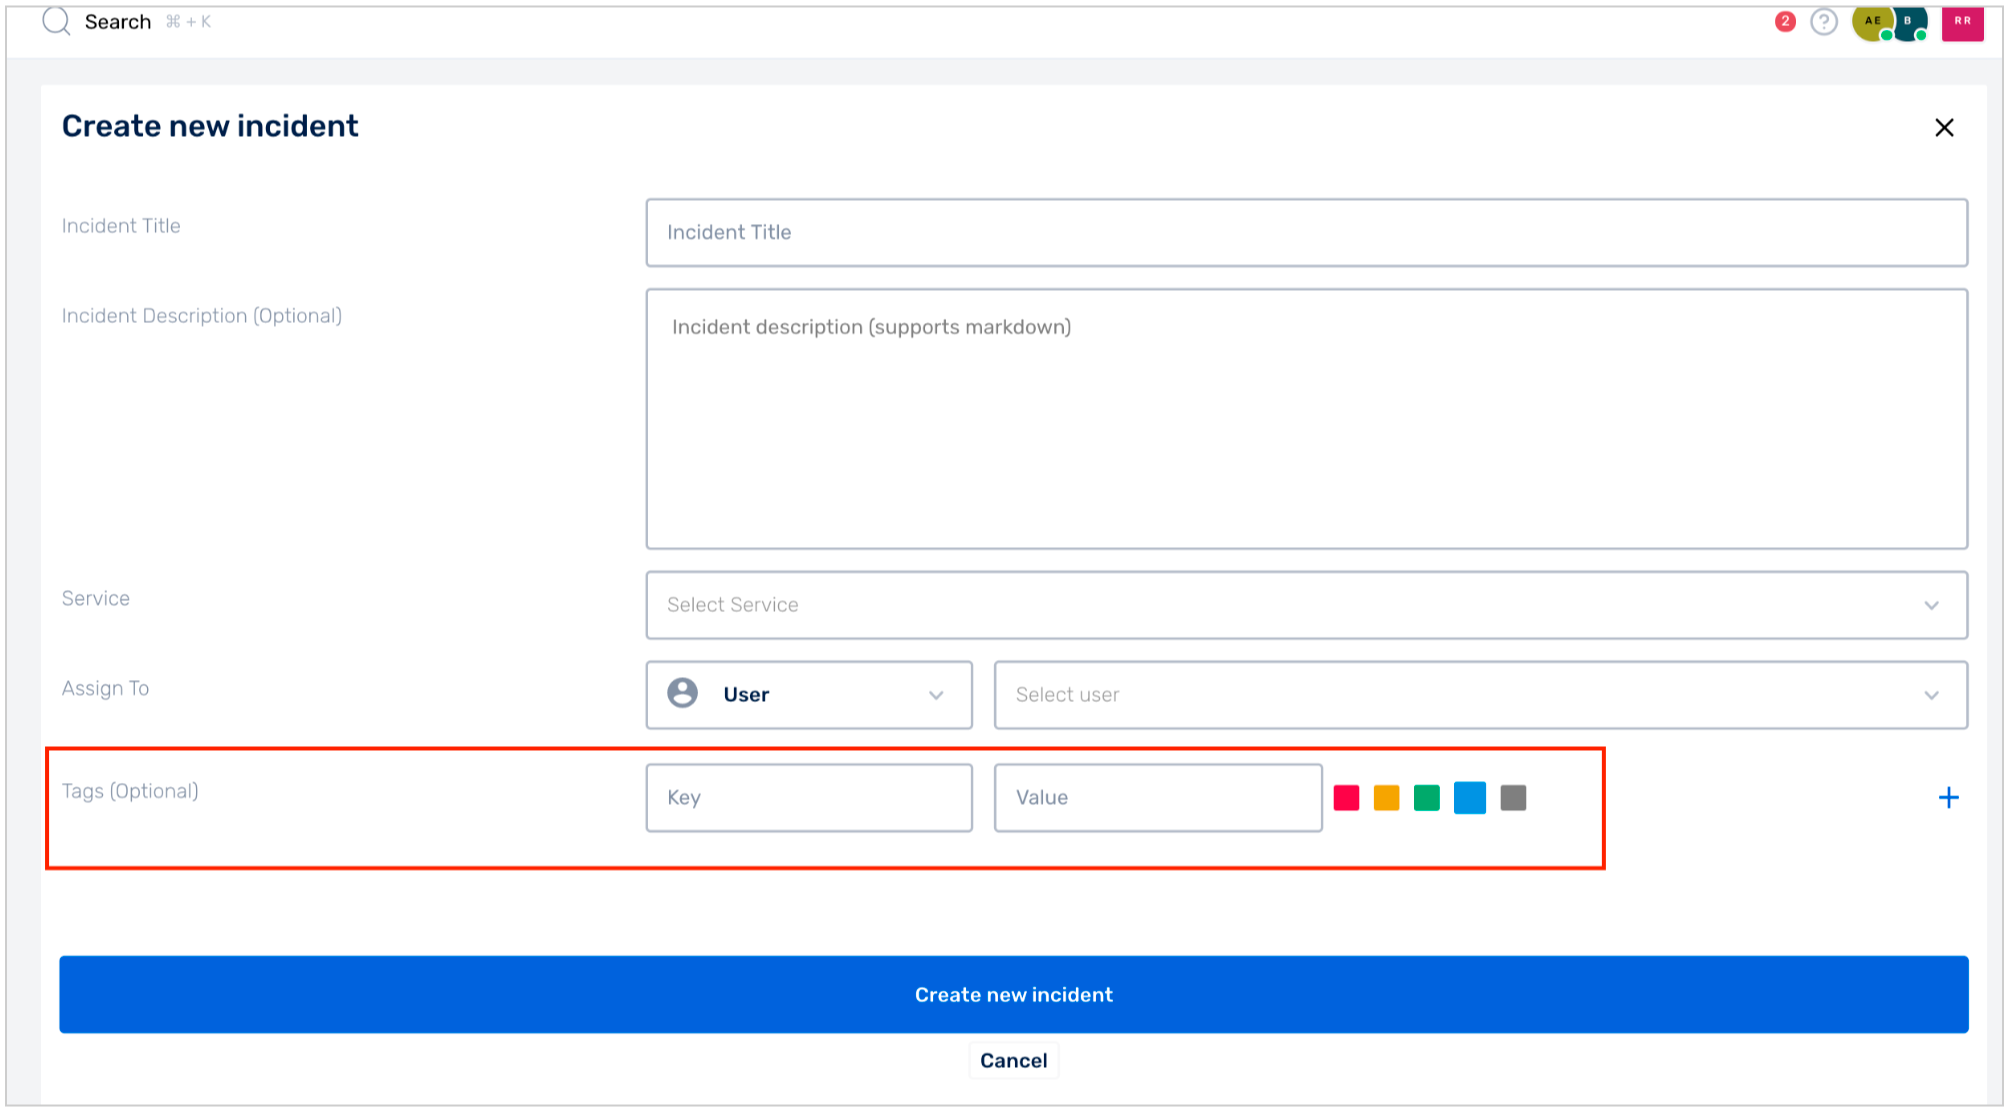 Search ⌘ + K
2 ? AE B RR
Create new incident
Incident Title
Incident Title
Incident Description (Optional)
Incident description (supports markdown)
Service
Select Service
Assign To
User
Select user
Tags (Optional)
Key
Value
Create new incident
Cancel